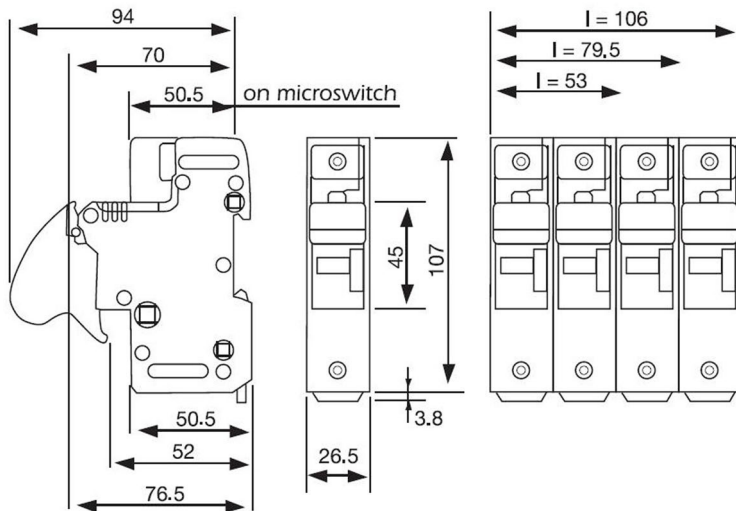 94
l = 106
70
l = 79,5
50.5
on microswitch
l = 53
45
107
3.8
50.5
52
26.5
76.5